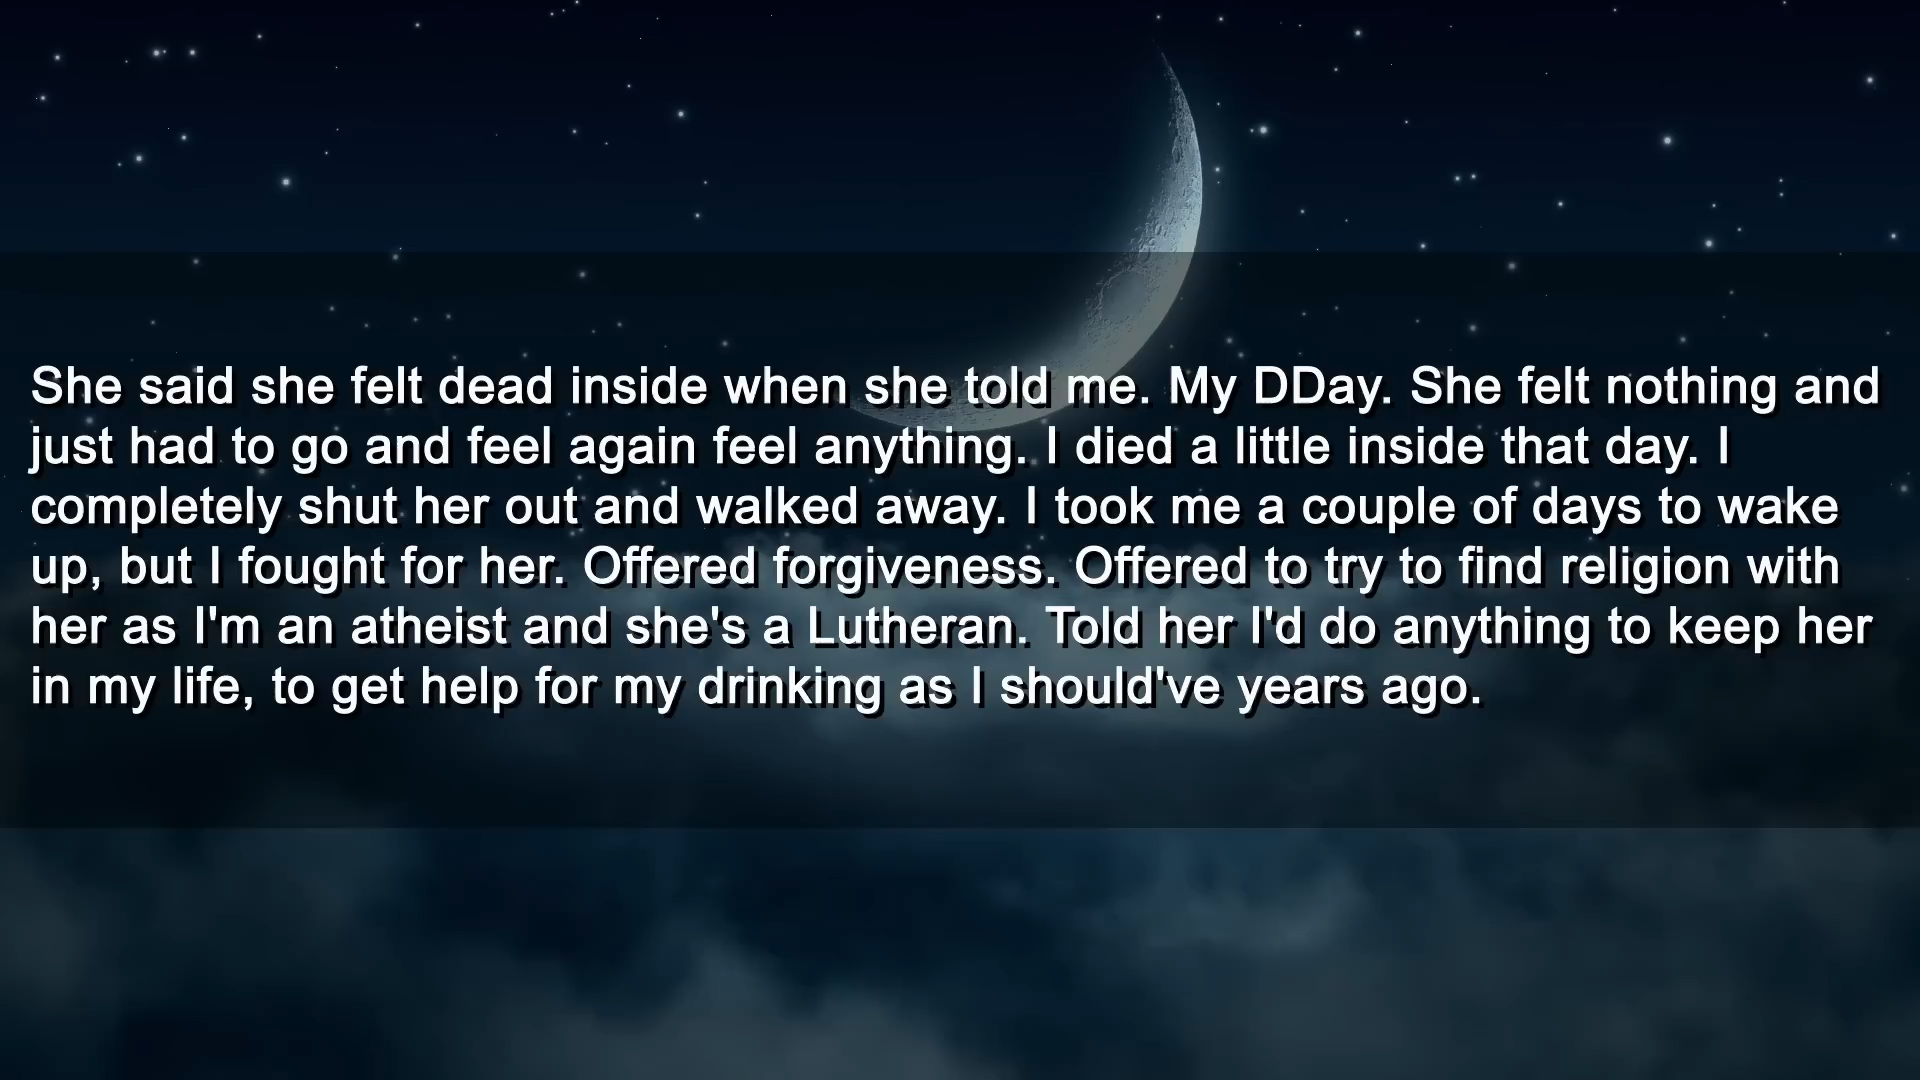 She said she felt dead inside when she told me. My DDay. She felt nothing and
just had to go and feel again feel anything. I died a little inside that day. I
completely shut her out and walked away. I took me a couple of days to wake
up, but I fought for her. Offered forgiveness. Offered to try to find religion with
her as I'm an atheist and she's a Lutheran. Told her I'd do anything to keep her
in my life, to get help for my drinking as I should've years ago.